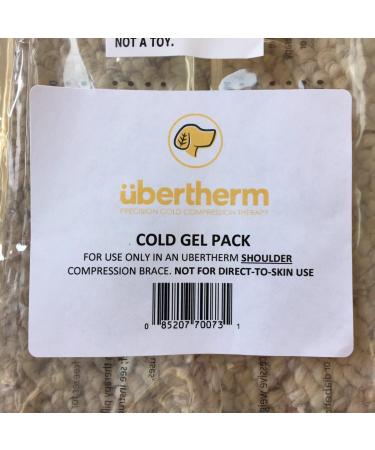 NOT A TOY.
übertherm
PRECISION COLD COMPRESSION THERAPY
COLD GEL PACK
FOR USE ONLY IN AN UBERTHERM SHOULDER
COMPRESSION BRACE. NOT FOR DIRECT-TO-SKIN USE
0 85207 70073 1